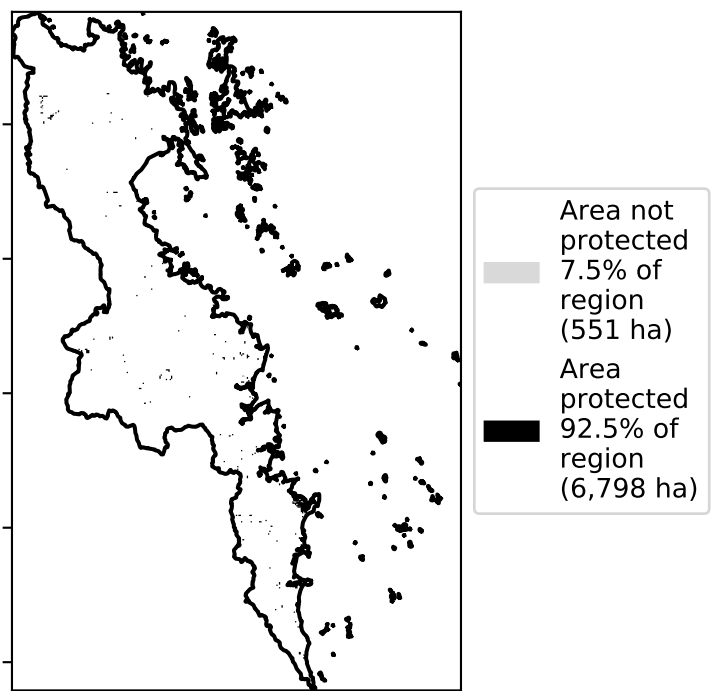 Area not
protected
7.5% of
region
(551 ha)
Area
protected
92.5% of
region
(6,798 ha)